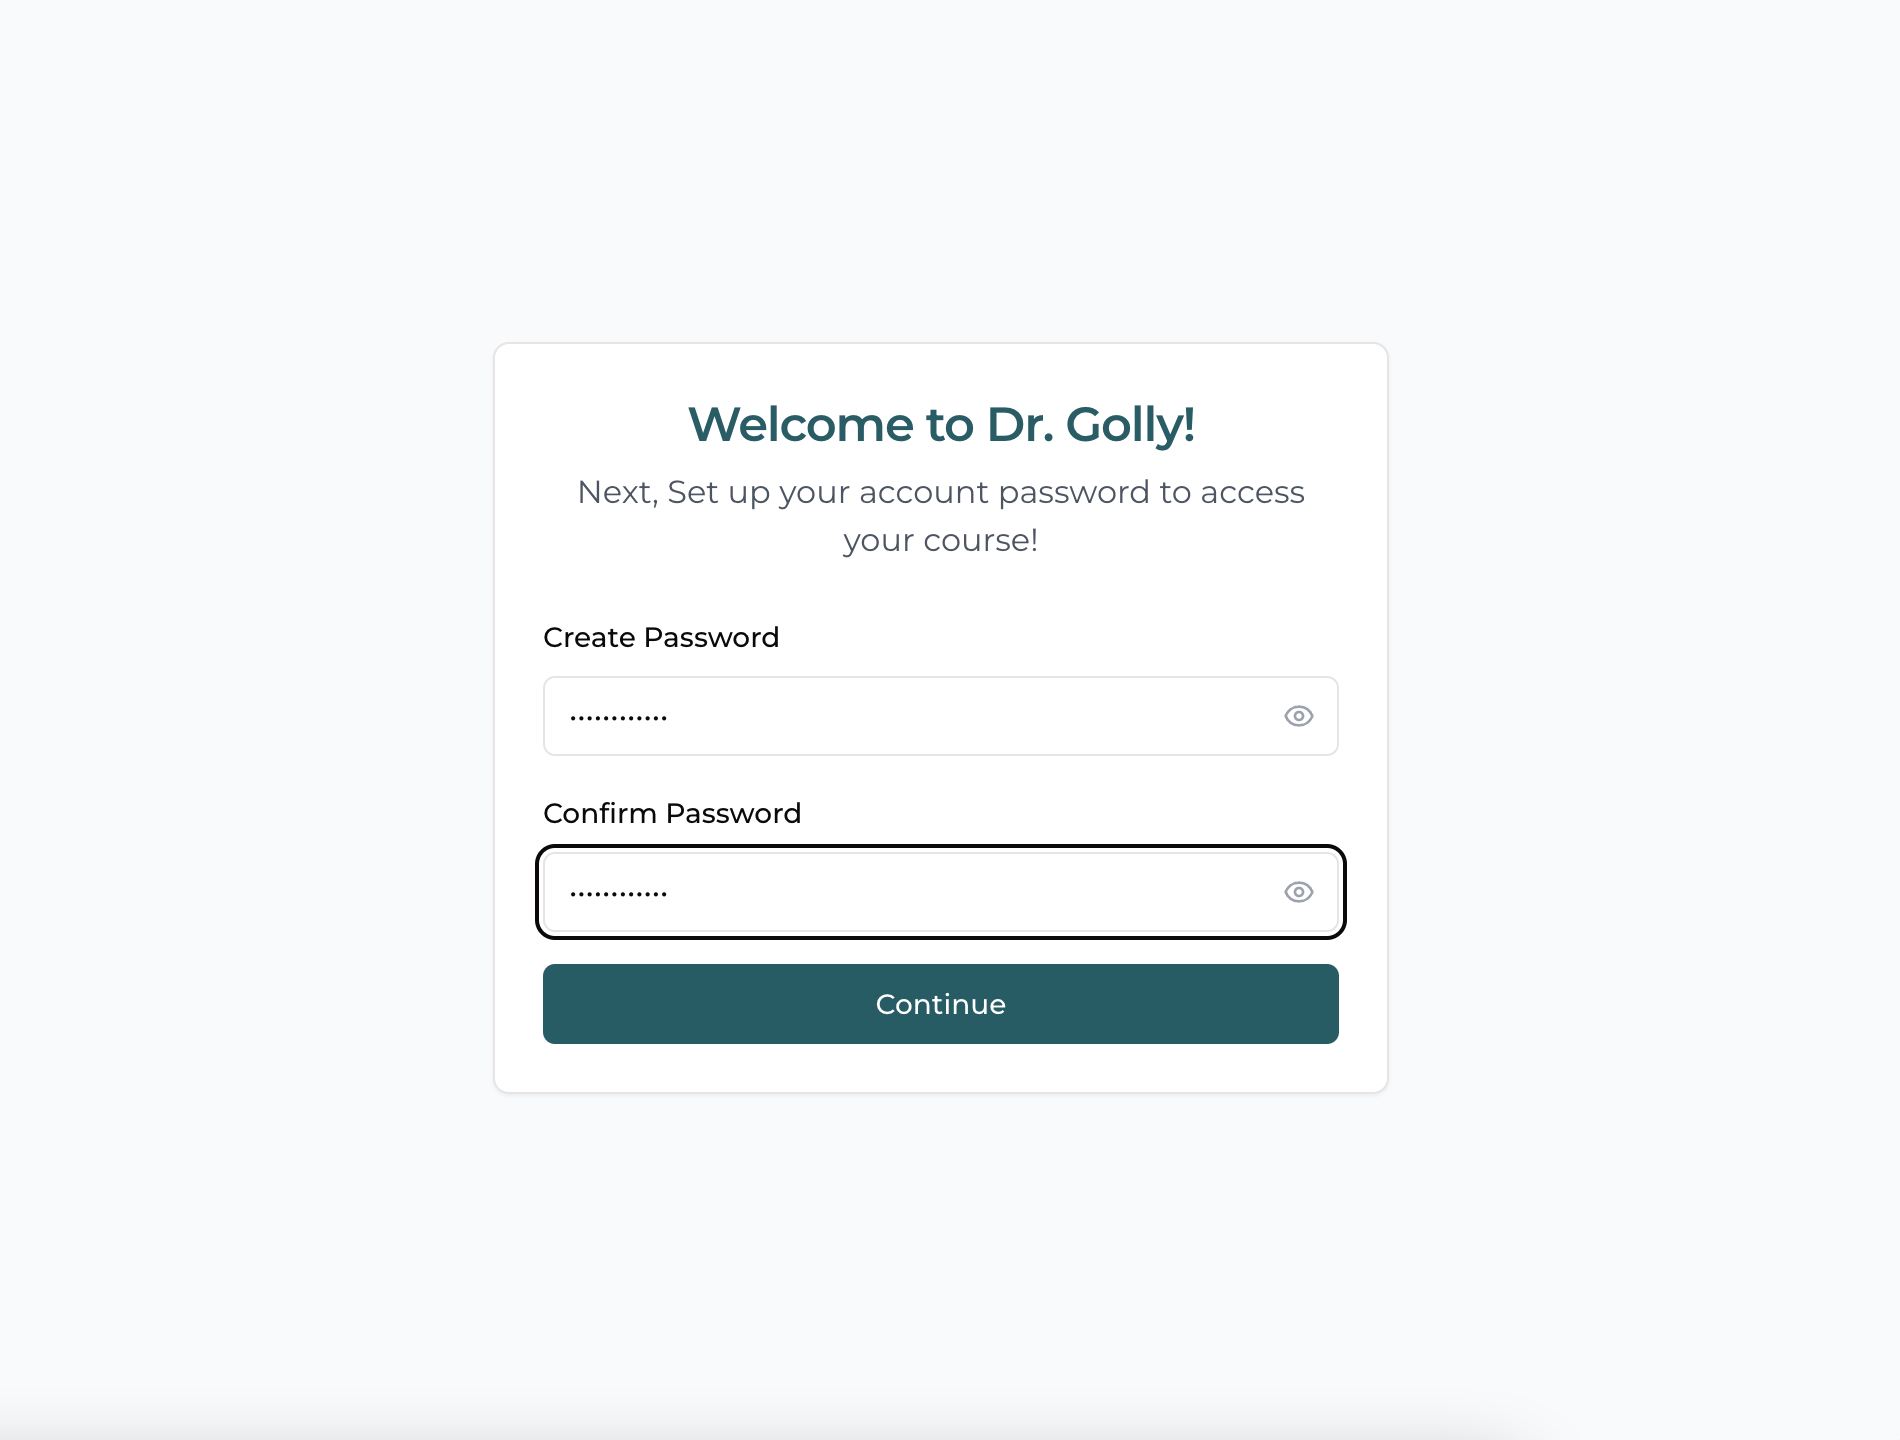 Welcome to Dr. Golly!
Next, Set up your account password to access
your course!
Create Password
••••••••••••
Confirm Password
••••••••••••
Continue